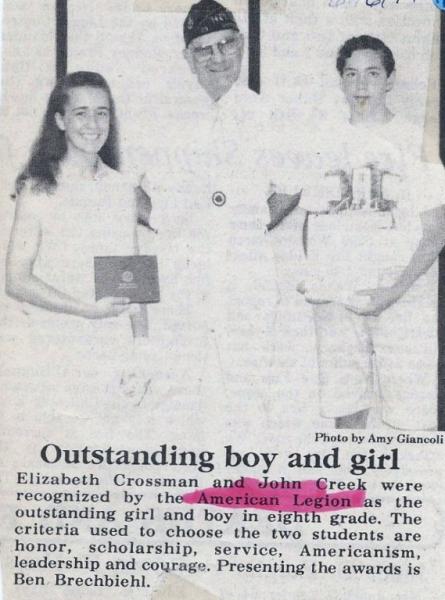 Photo by Amy Giancoli
Outstanding boy and girl
Elizabeth Crossman and John Creek were
recognized by the American Legion as the
outstanding girl and boy in eighth grade. The
criteria used to choose the two students are
honor, scholarship, service, Americanism,
leadership and courage. Presenting the awards is
Ben Brechbiehl.